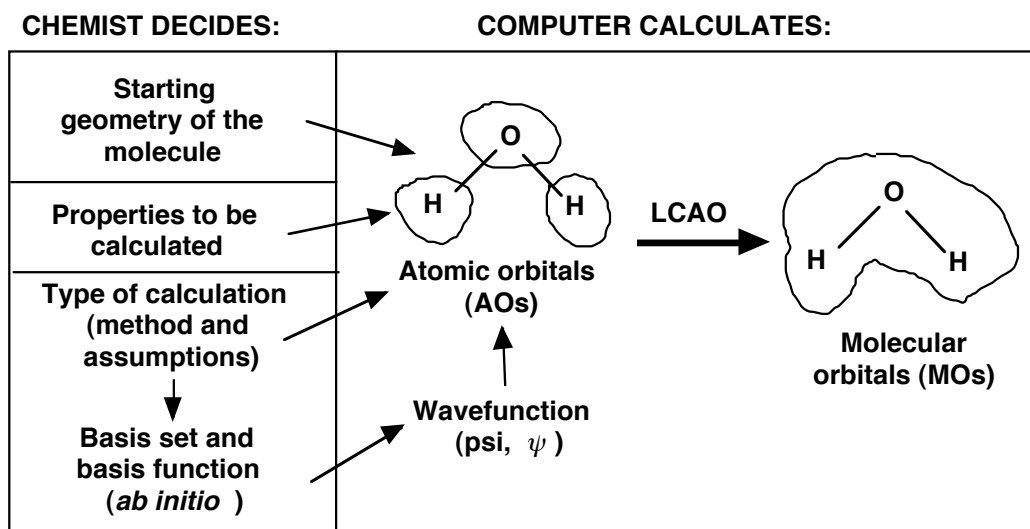 CHEMIST DECIDES:
COMPUTER CALCULATES:
Starting
geometry of the
molecule
Properties to be
calculated
Type of calculation
(method and
assumptions)
Basis set and
basis function
(ab initio )
O
H
H
Atomic orbitals
(AOs)
Wavefunction
(psi, ψ )
LCAO
O
H
H
Molecular
orbitals (MOs)